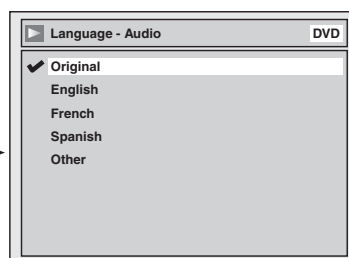 Language - Audio DVD
Original
English
French
Spanish
Other